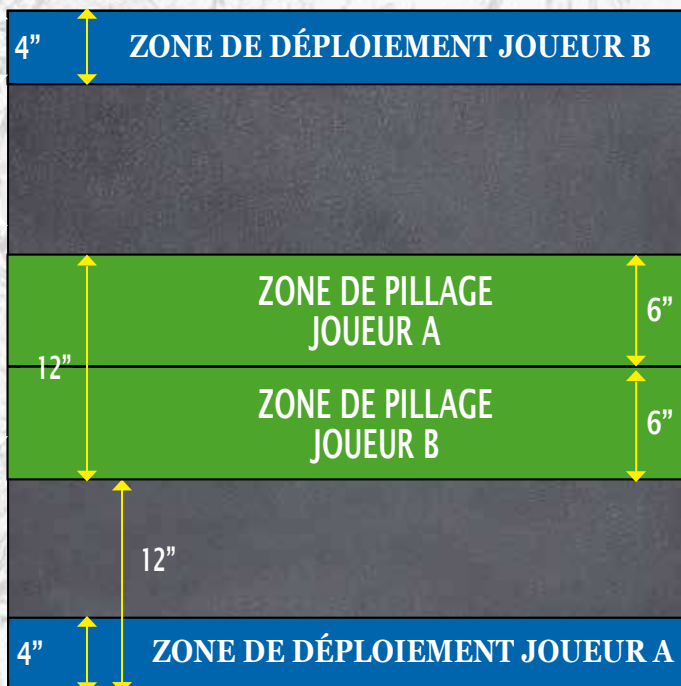 4”
ZONE DE DÉPLOIEMENT JOUEUR B
ZONE DE PILLAGE
JOUEUR A
6”
12”
ZONE DE PILLAGE
JOUEUR B
6”
12”
4”
ZONE DE DÉPLOIEMENT JOUEUR A